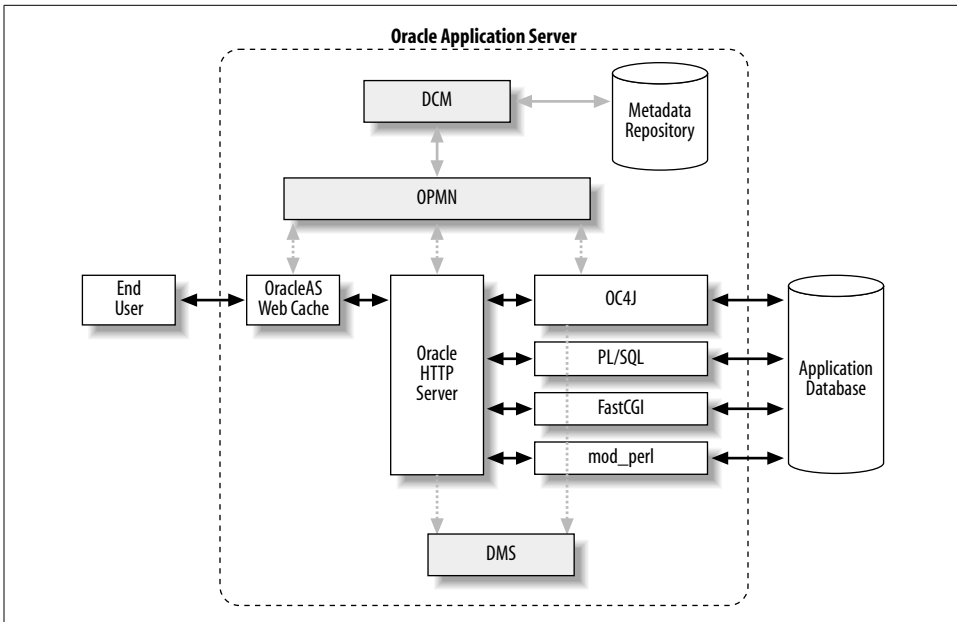 Oracle Application Server
DCM
Metadata
Repository
OPMN
End
User
OracleAS
Web Cache
Oracle
HTTP
Server
OC4J
PL/SQL
FastCGI
mod_perl
Application
Database
DMS